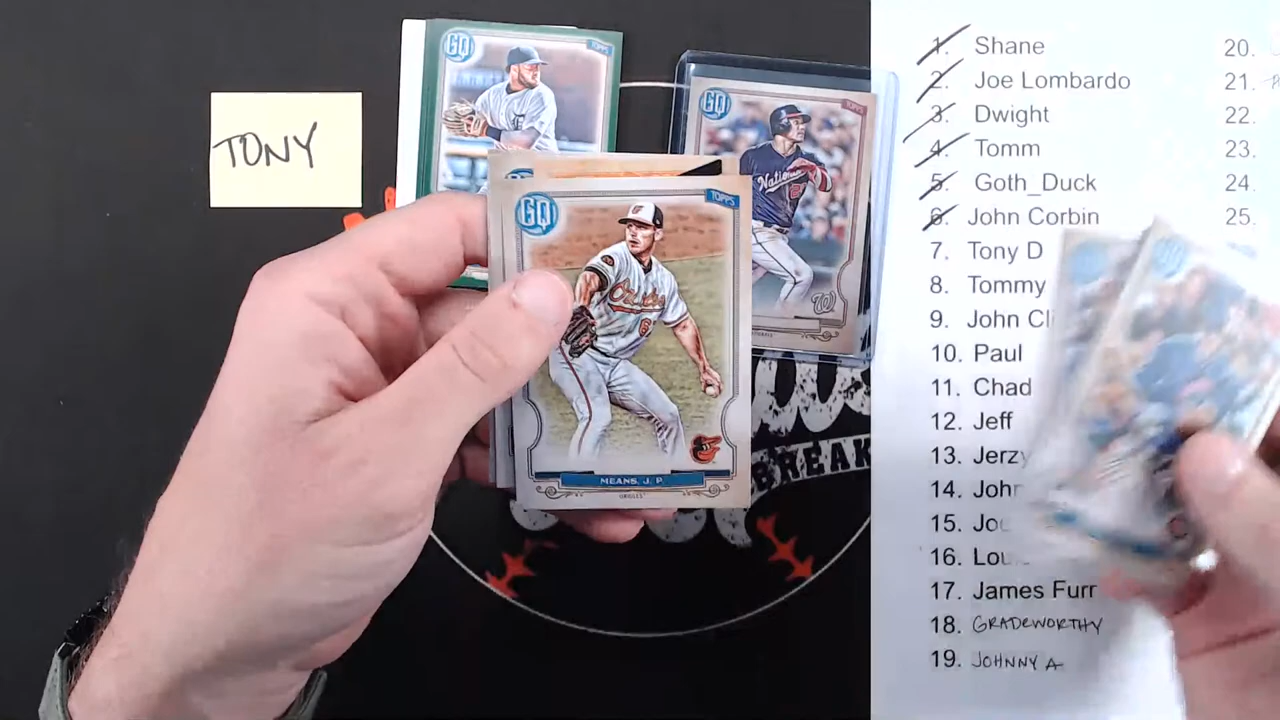 TONY
GQ
TOPPS
GQ
TOPPS
Nationals
GQ
TOPPS
Orioles
6
MEANS, J. P.
ORIOLES
BREAK
1. Shane
2. Joe Lombardo
3. Dwight
4. Tomm
5. Goth_Duck
6. John Corbin
7. Tony D
8. Tommy
9. John Cl
10. Paul
11. Chad
12. Jeff
13. Jerzy
14. John
15. Jo
16. Lou
17. James Furr
18. GRADEWORTHY
19. JOHNNY A
20.
21.
22.
23.
24.
25.